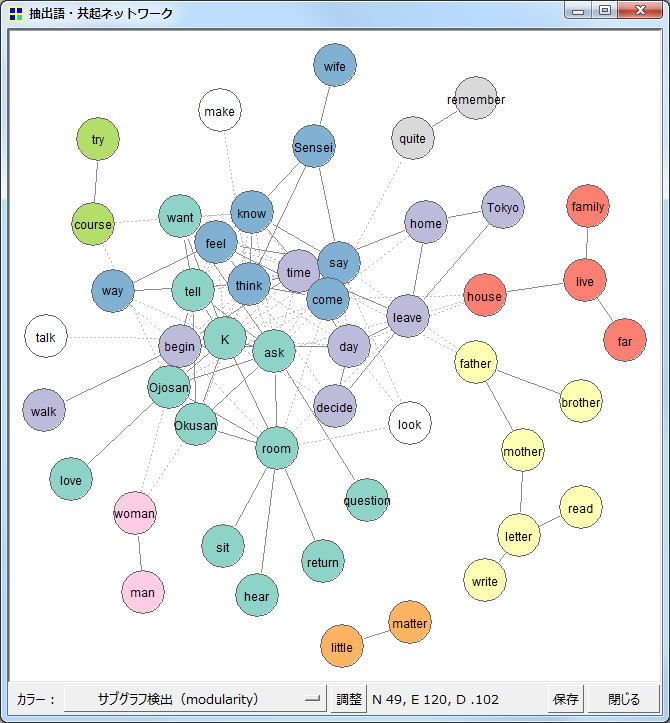 抽出語・共起ネットワーク
wife
remember
make
try
quite
Sensei
family
Tokyo
know
want
home
course
feel
say
time
live
think
way
tell
house
come
leave
talk
K
far
begin
day
ask
father
Ojosan
brother
walk
decide
look
Okusan
room
mother
love
question
read
woman
letter
sit
return
write
man
hear
matter
little
カラー： サブグラフ検出（modularity） 調整 N 49, E 120, D .102 保存 閉じる